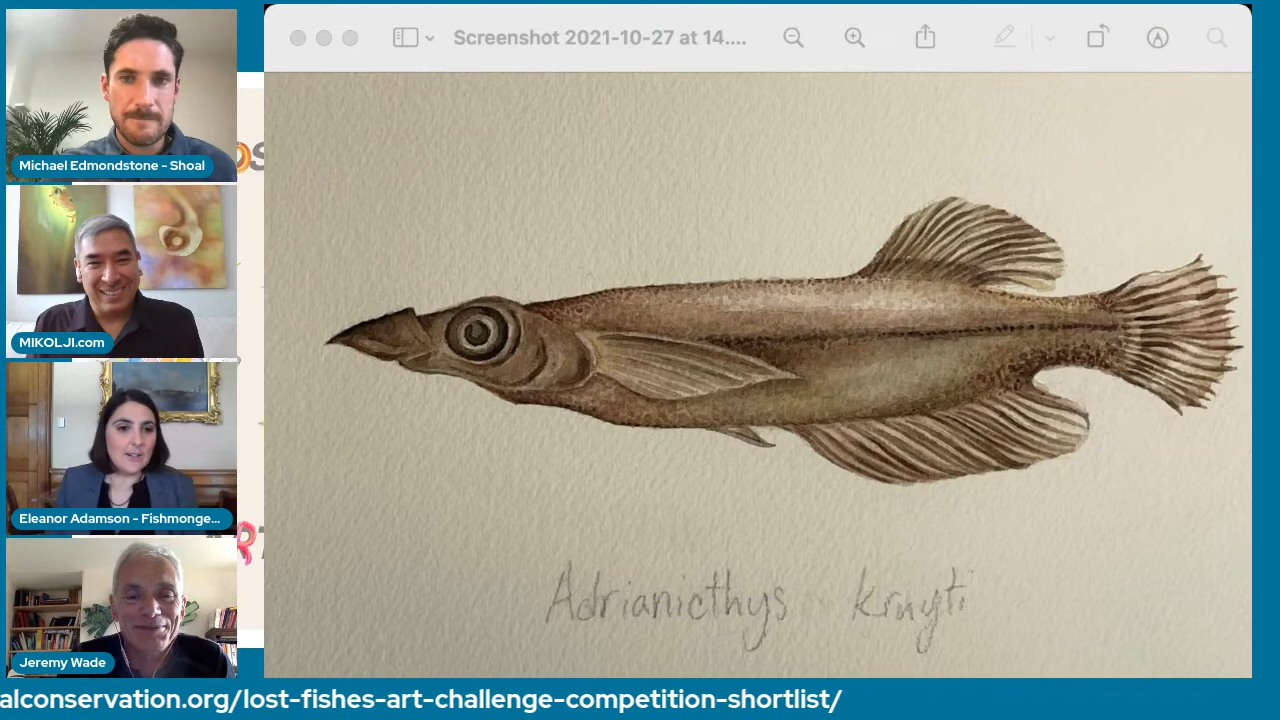 Screenshot 2021-10-27 at 14....
Michael Edmondstone - Shoal
MIKOLJI.com
Eleanor Adamson - Fishmonge...
Jeremy Wade
Adrianicthys kruyti
alconservation.org/lost-fishes-art-challenge-competition-shortlist/